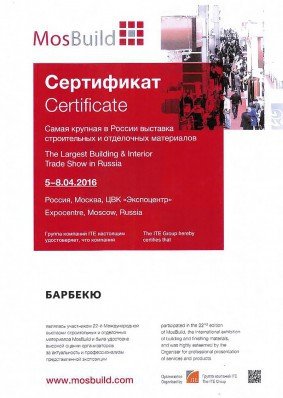 MosBuild
Сертификат
Certificate
Самая крупная в России выставка
строительных и отделочных материалов
The Largest Building & Interior
Trade Show in Russia
5–8.04.2016
Россия, Москва, ЦВК «Экспоцентр»
Expocentre, Moscow, Russia
Группа компаний ITE настоящим
удостоверяет, что компания
The ITE Group hereby
certifies that
БАРБЕКЮ
являлась участником 22-й Международной
выставки строительных и отделочных
материалов MosBuild и была удостоена
высокой оценки организаторов
за актуальность и профессионализм
представленной экспозиции
participated in the 22nd edition
of MosBuild, the international exhibition
of building and finishing materials,
and was highly esteemed by the
Organiser for professional presentation
of services and products
www.mosbuild.com
Организатор
Organised by
Группа компаний ITE
The ITE Group